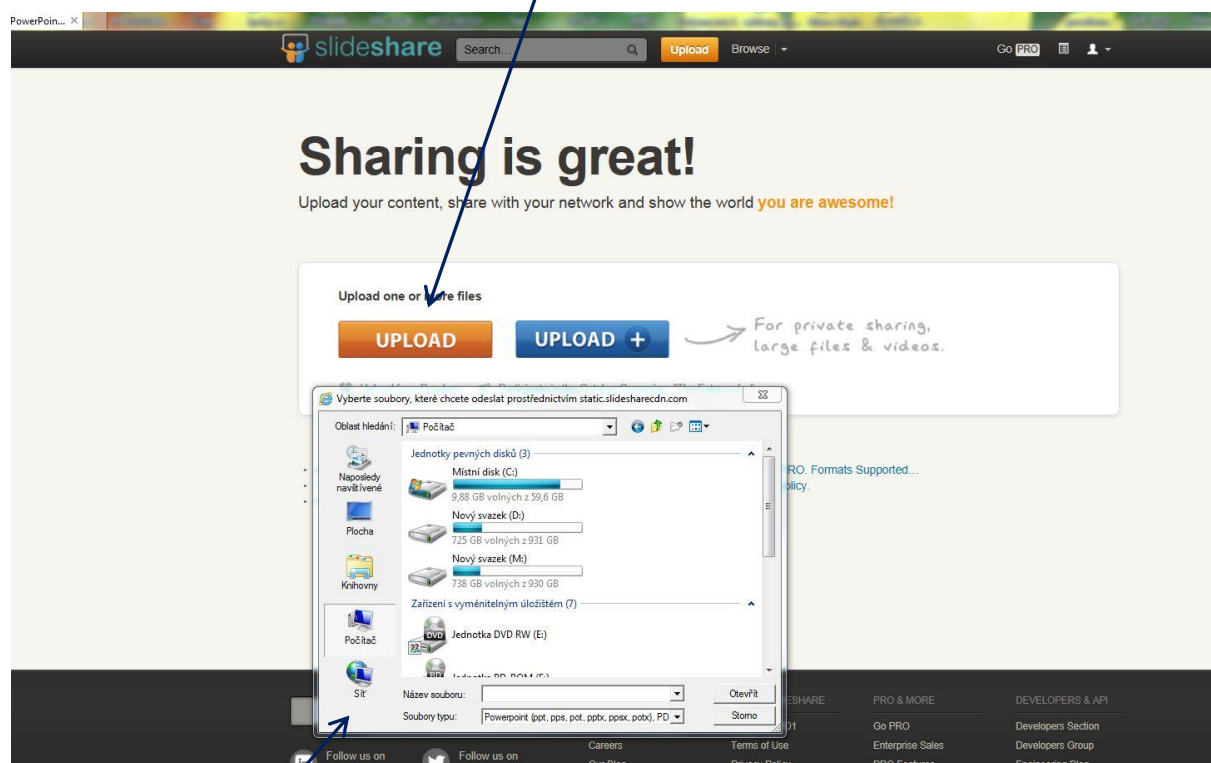 PowerPoin...
slideshare Search... Upload Browse Go PRO
Sharing is great!
Upload your content, share with your network and show the world you are awesome!
Upload one or more files
UPLOAD UPLOAD +
For private sharing,
large files & videos.
Vyberte soubory, které chcete odeslat prostřednictvím static.slidesharecdn.com
Oblast hledání: Počítač
Naposledy
navštívené
Plocha
Knihovny
Počítač
Síť
Jednotky pevných disků (3)
Místní disk (C:)
9,88 GB volných z 59,6 GB
Nový svazek (D:)
725 GB volných z 931 GB
Nový svazek (M:)
738 GB volných z 930 GB
Zařízení s vyměnitelným úložištěm (7)
Jednotka DVD RW (E:)
Název souboru: Otevřít
Soubory typu: Powerpoint (ppt, pps, pot, pptx, ppsx, potx), PD Storno
RO. Formats Supported...
olicy.
ESHARE PRO & MORE DEVELOPERS & API
01 Go PRO Developers Section
Careers Terms of Use Enterprise Sales Developers Group
Follow us on Follow us on